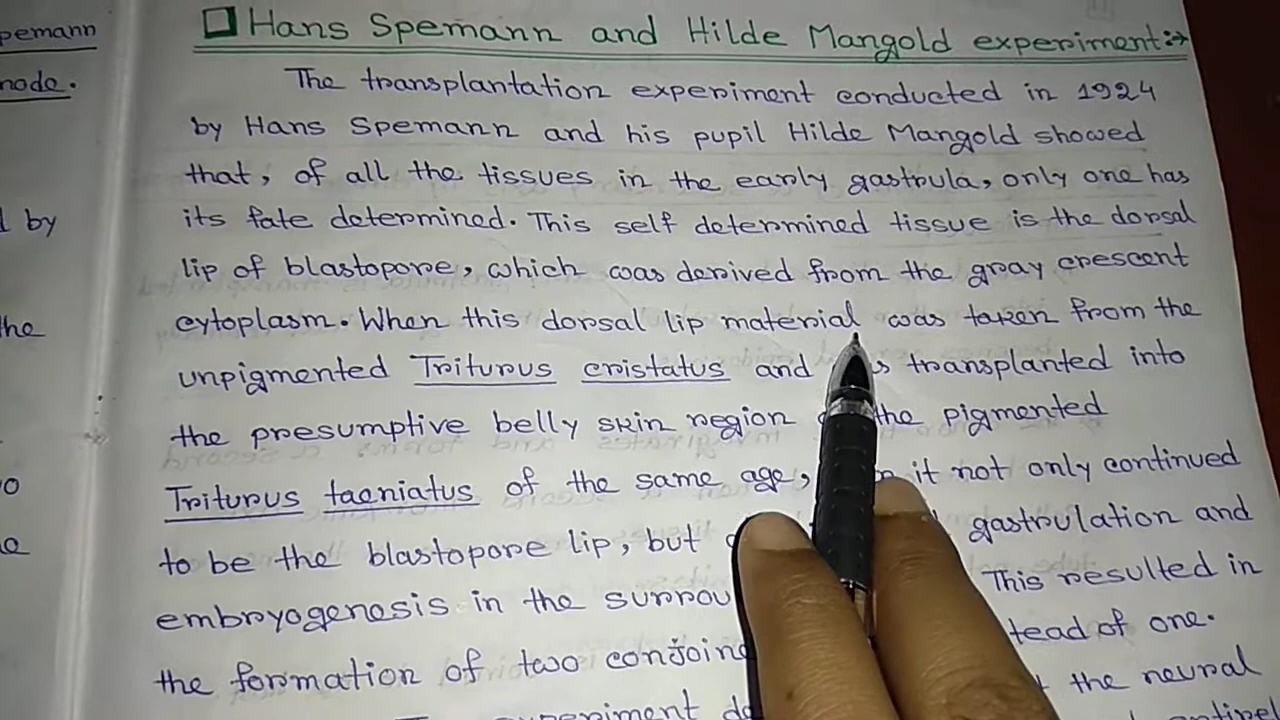 pemann
node.
l by
the
□ Hans Spemann and Hilde Mangold experiment:→
The transplantation experiment conducted in 1924
by Hans Spemann and his pupil Hilde Mangold showed
that, of all the tissues in the early gastrula, only one has
its fate determined. This self determined tissue is the dorsal
lip of blastopore, which was derived from the gray crescent
cytoplasm. When this dorsal lip material was taken from the
unpigmented Triturus cristatus and transplanted into
the presumptive belly skin region the pigmented
Triturus taeniatus of the same age, it not only continued
to be the blastopore lip, but gastrulation and
embryogenesis in the surrou This resulted in
the formation of two conjoine tead of one.
the neural